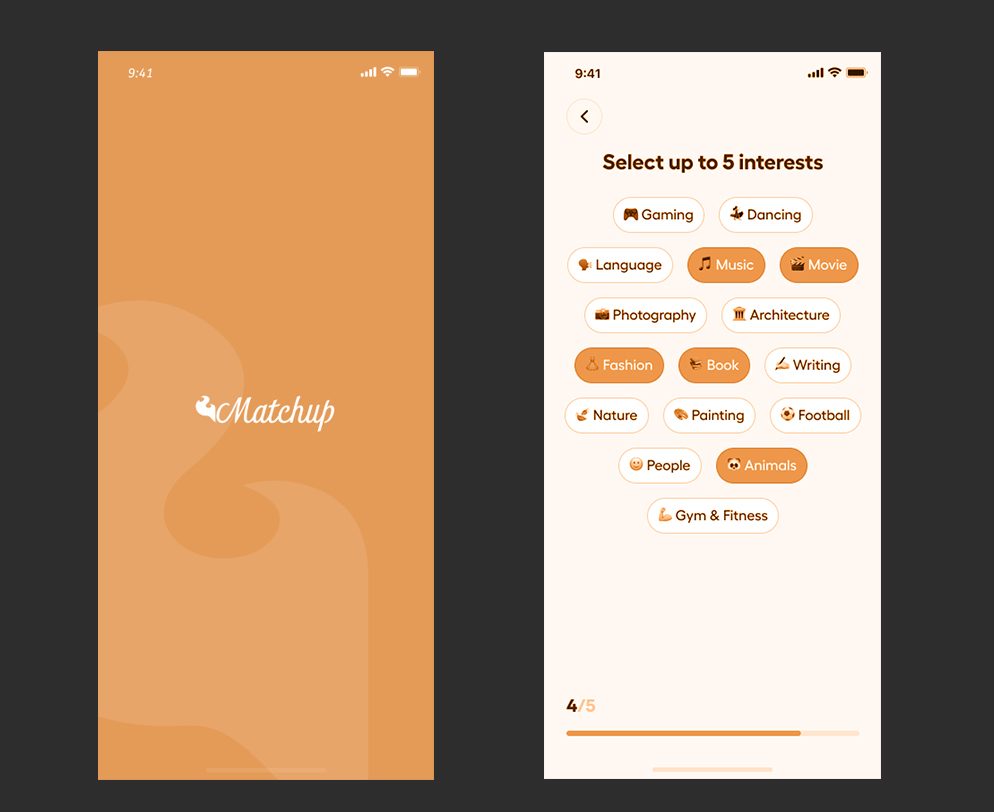 9:41
Matchup
9:41
Select up to 5 interests
Gaming Dancing
Language Music Movie
Photography Architecture
Fashion Book Writing
Nature Painting Football
People Animals
Gym & Fitness
4/5